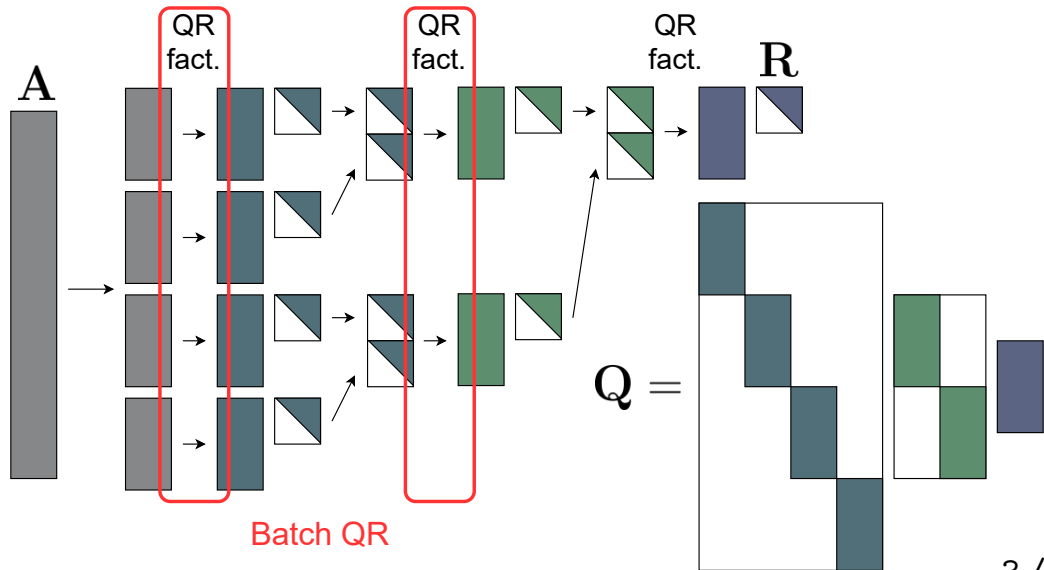 QR
fact.
QR
fact.
QR
fact.
A
R
Q =
Batch QR